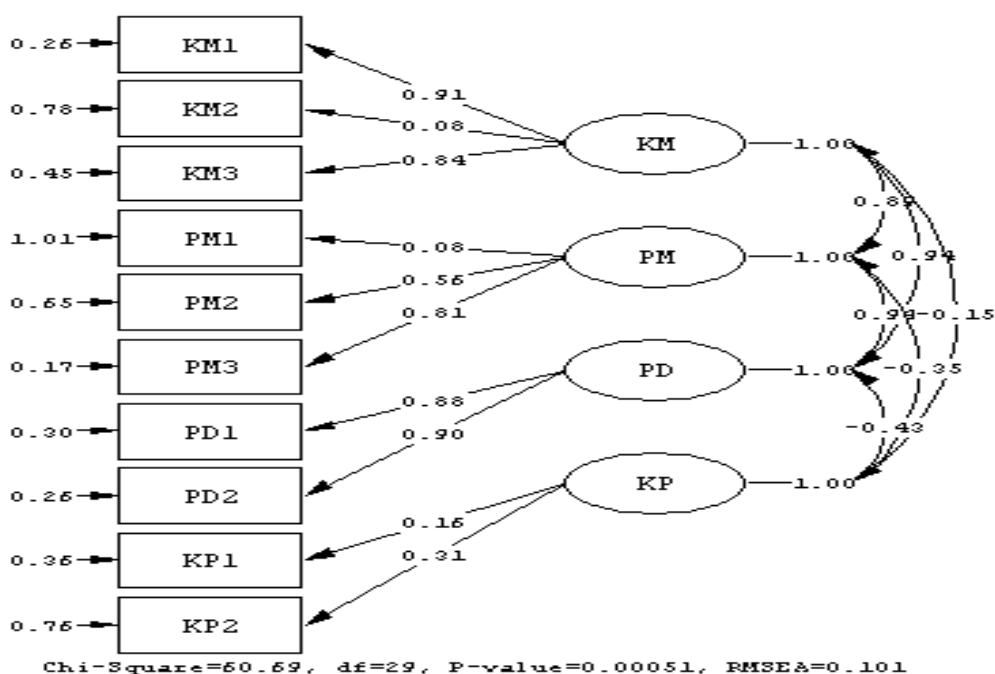 0.26 KM1
0.91
0.78 KM2
0.08
KM 1.00
0.45 KM3
0.84
1.01 PM1
0.08
PM 1.00
0.94
0.65 PM2
0.56
0.81
-0.15
0.17 PM3
PD 1.00
-0.35
0.30 PD1
0.88
0.90
-0.43
0.26 PD2
KP 1.00
0.16
0.36 KP1
0.31
0.76 KP2
Chi-Square=60.69, df=29, P-value=0.00051, RMSEA=0.101